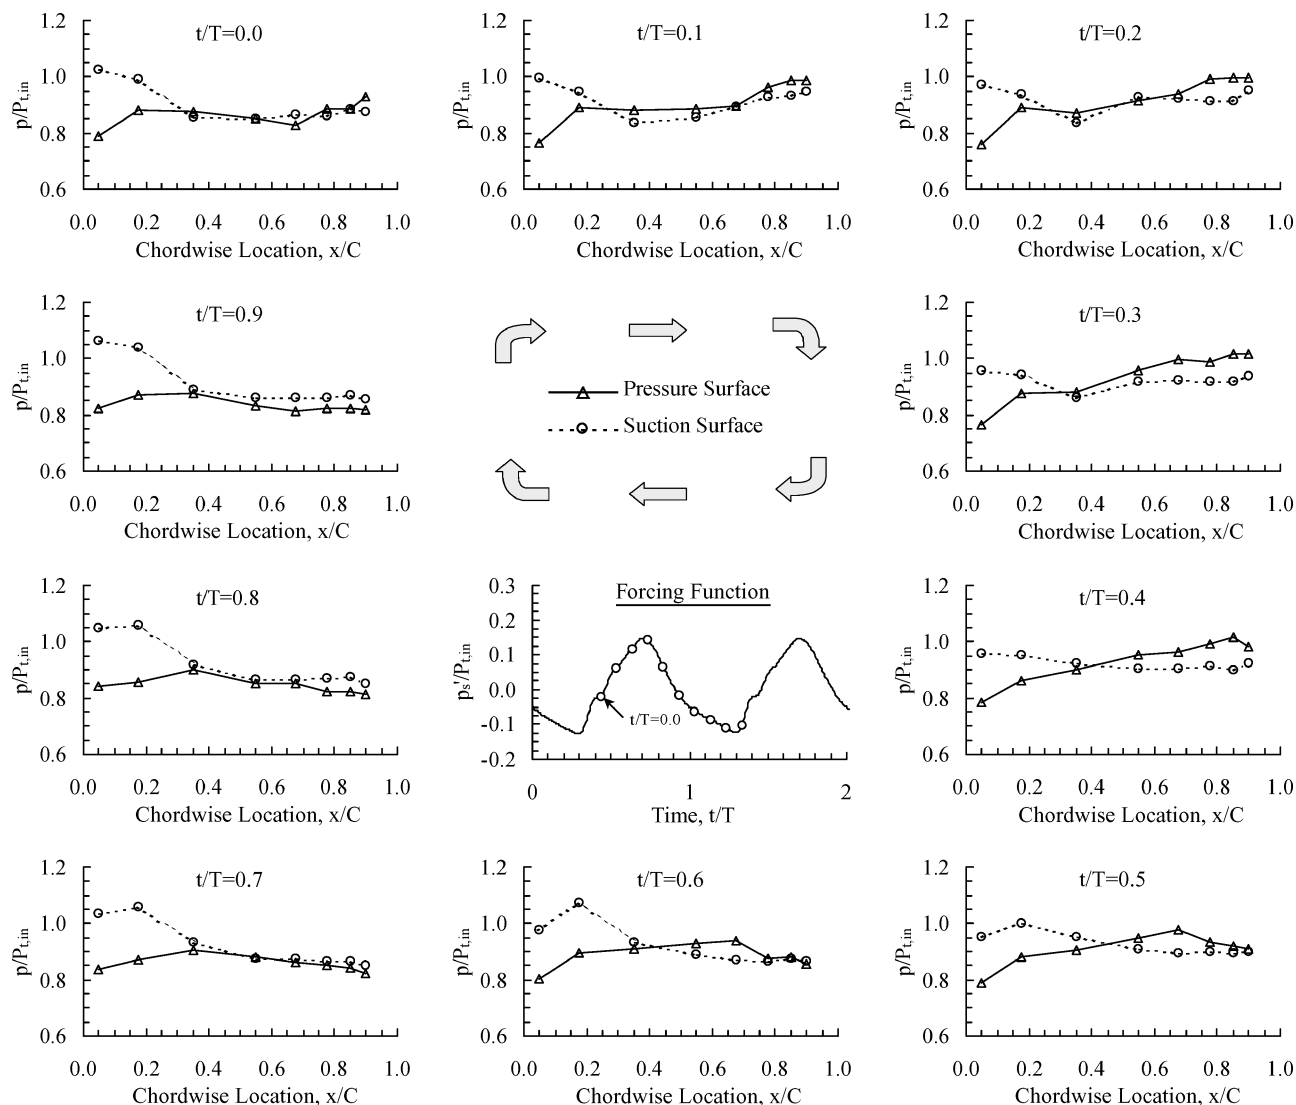 t/T=0.0
1.2
1.0
0.8
0.6
p/Pt,in
0.0 0.2 0.4 0.6 0.8 1.0
Chordwise Location, x/C
t/T=0.1
1.2
1.0
0.8
0.6
p/Pt,in
0.0 0.2 0.4 0.6 0.8 1.0
Chordwise Location, x/C
t/T=0.2
1.2
1.0
0.8
0.6
p/Pt,in
0.0 0.2 0.4 0.6 0.8 1.0
Chordwise Location, x/C
t/T=0.9
1.2
1.0
0.8
0.6
p/Pt,in
0.0 0.2 0.4 0.6 0.8 1.0
Chordwise Location, x/C
Pressure Surface
Suction Surface
t/T=0.3
1.2
1.0
0.8
0.6
p/Pt,in
0.0 0.2 0.4 0.6 0.8 1.0
Chordwise Location, x/C
t/T=0.8
1.2
1.0
0.8
0.6
p/Pt,in
0.0 0.2 0.4 0.6 0.8 1.0
Chordwise Location, x/C
Forcing Function
0.3
0.2
0.1
0.0
-0.1
-0.2
ps'/Pt,in
t/T=0.0
0 1 2
Time, t/T
t/T=0.4
1.2
1.0
0.8
0.6
p/Pt,in
0.0 0.2 0.4 0.6 0.8 1.0
Chordwise Location, x/C
t/T=0.7
1.2
1.0
0.8
0.6
p/Pt,in
0.0 0.2 0.4 0.6 0.8 1.0
Chordwise Location, x/C
t/T=0.6
1.2
1.0
0.8
0.6
p/Pt,in
0.0 0.2 0.4 0.6 0.8 1.0
Chordwise Location, x/C
t/T=0.5
1.2
1.0
0.8
0.6
p/Pt,in
0.0 0.2 0.4 0.6 0.8 1.0
Chordwise Location, x/C